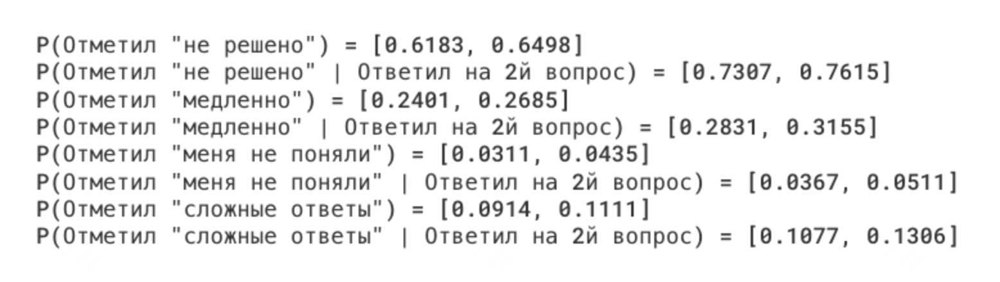 P(Отметил "не решено") = [0.6183, 0.6498]
P(Отметил "не решено" | Ответил на 2й вопрос) = [0.7307, 0.7615]
P(Отметил "медленно") = [0.2401, 0.2685]
P(Отметил "медленно" | Ответил на 2й вопрос) = [0.2831, 0.3155]
P(Отметил "меня не поняли") = [0.0311, 0.0435]
P(Отметил "меня не поняли" | Ответил на 2й вопрос) = [0.0367, 0.0511]
P(Отметил "сложные ответы") = [0.0914, 0.1111]
P(Отметил "сложные ответы" | Ответил на 2й вопрос) = [0.1077, 0.1306]